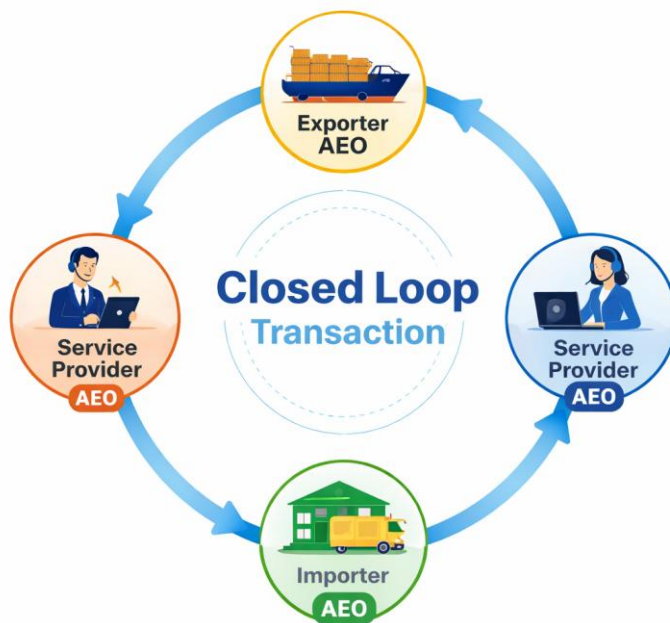 Exporter
AEO
Closed Loop
Transaction
Service
Provider
AEO
Service
Provider
AEO
Importer
AEO